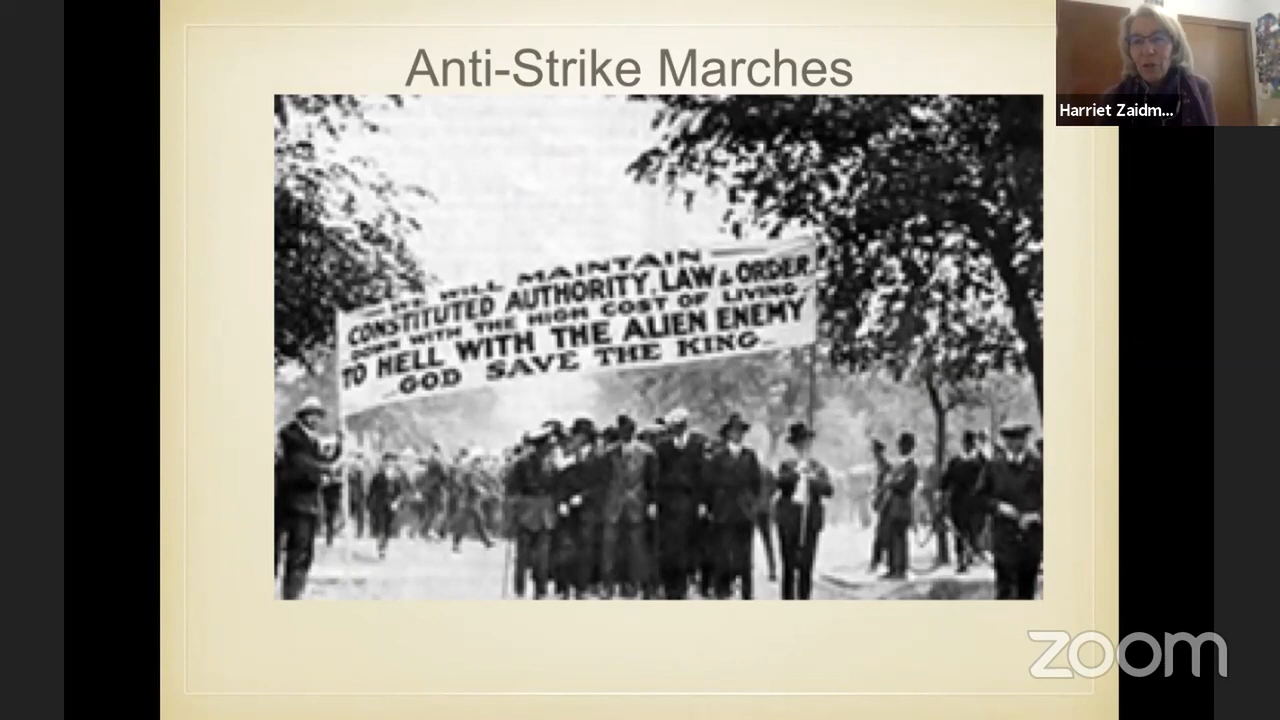 Anti-Strike Marches
Harriet Zaidm...
WE WILL MAINTAIN
CONSTITUTED AUTHORITY, LAW & ORDER.
DOWN WITH THE HIGH COST OF LIVING
TO HELL WITH THE ALIEN ENEMY
GOD SAVE THE KING
zoom